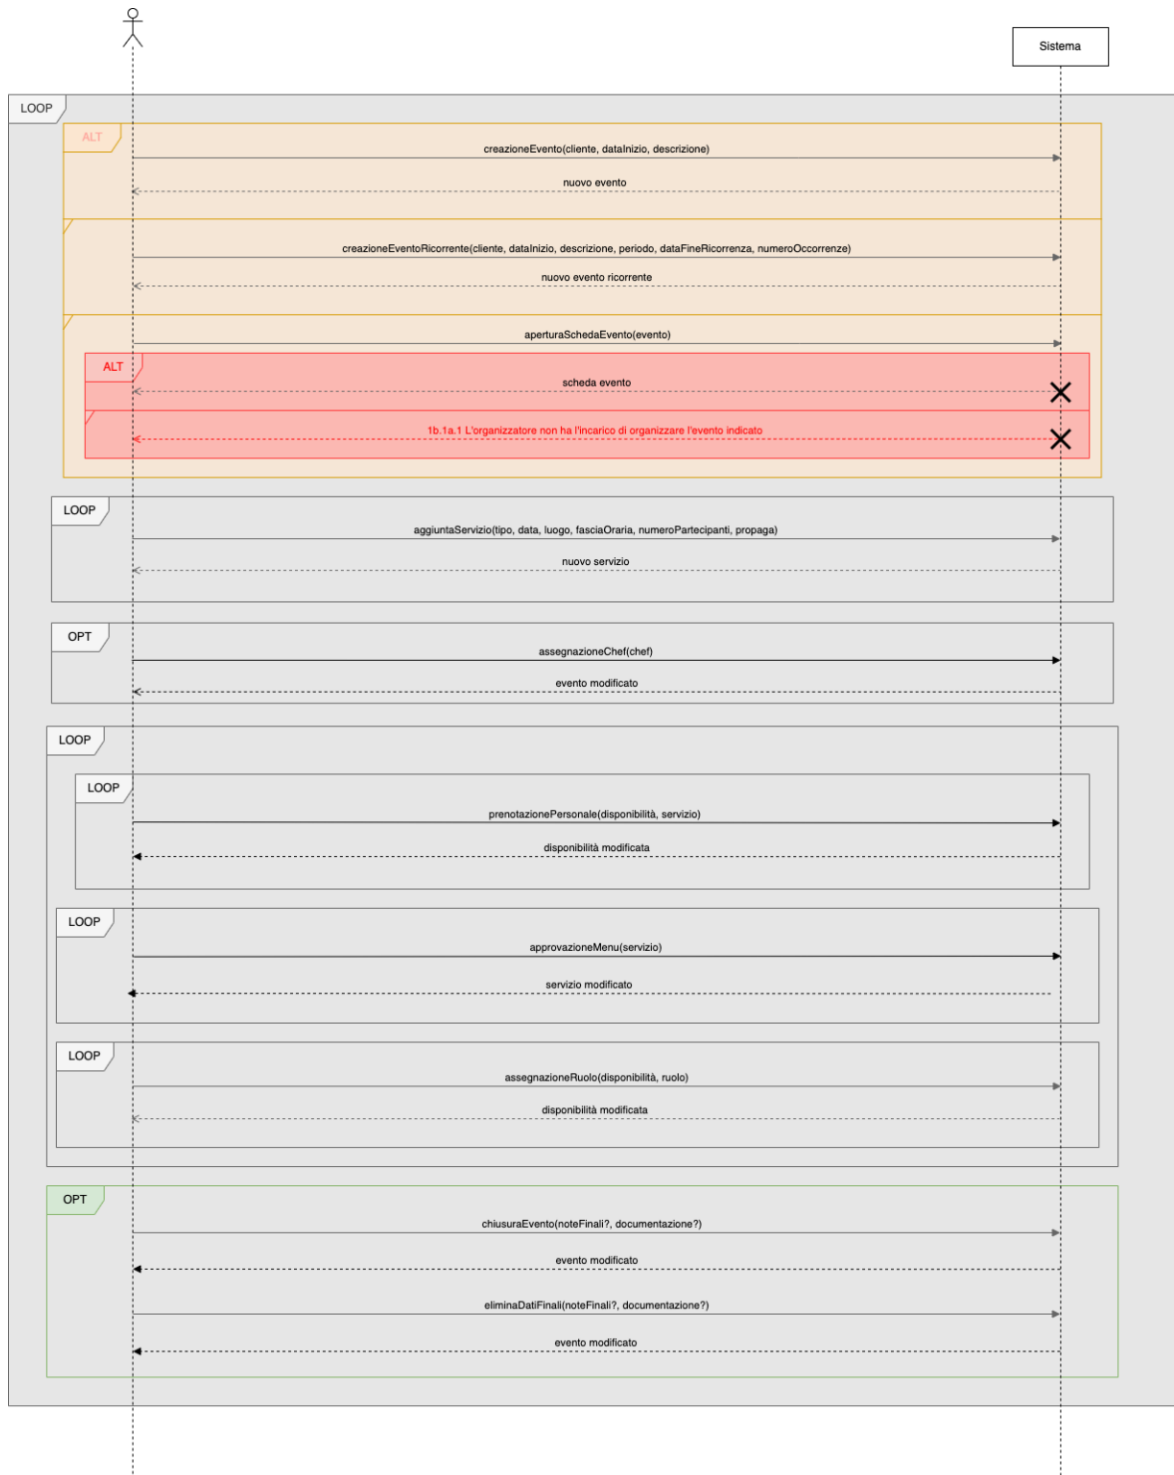 Sistema
LOOP
ALT
creazioneEvento(cliente, dataInizio, descrizione)
nuovo evento
creazioneEventoRicorrente(cliente, dataInizio, descrizione, periodo, dataFineRicorrenza, numeroOccorrenze)
nuovo evento ricorrente
aperturaSchedaEvento(evento)
ALT
scheda evento
1b.1a.1 L'organizzatore non ha l'incarico di organizzare l'evento indicato
LOOP
aggiuntaServizio(tipo, data, luogo, fasciaOraria, numeroPartecipanti, propaga)
nuovo servizio
OPT
assegnazioneChef(chef)
evento modificato
LOOP
LOOP
prenotazionePersonale(disponibilità, servizio)
disponibilità modificata
LOOP
approvazioneMenu(servizio)
servizio modificato
LOOP
assegnazioneRuolo(disponibilità, ruolo)
disponibilità modificata
OPT
chiusuraEvento(noteFinali?, documentazione?)
evento modificato
eliminaDatiFinali(noteFinali?, documentazione?)
evento modificato